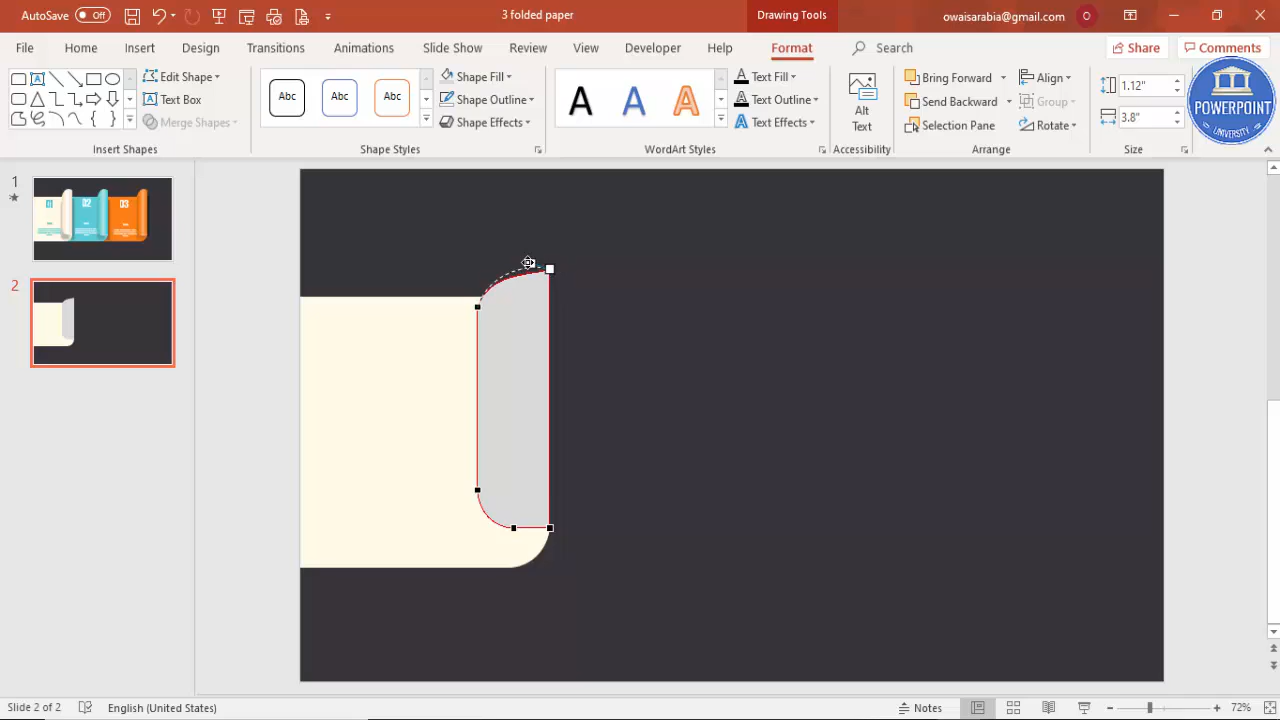 AutoSave Off 3 folded paper Drawing Tools owaisarabia@gmail.com O
File Home Insert Design Transitions Animations Slide Show Review View Developer Help Format Search Share Comments
Edit Shape Text Box Merge Shapes Insert Shapes
Abc Abc Abc Shape Fill Shape Outline Shape Effects Shape Styles
A A A Text Fill Text Outline Text Effects WordArt Styles
Alt Text Accessibility
Bring Forward Send Backward Selection Pane Align Group Rotate Arrange
1.12" 3.8" Size
POWERPOINT
UNIVERSITY
1
01 02 03
2
Slide 2 of 2 English (United States) Notes 72%